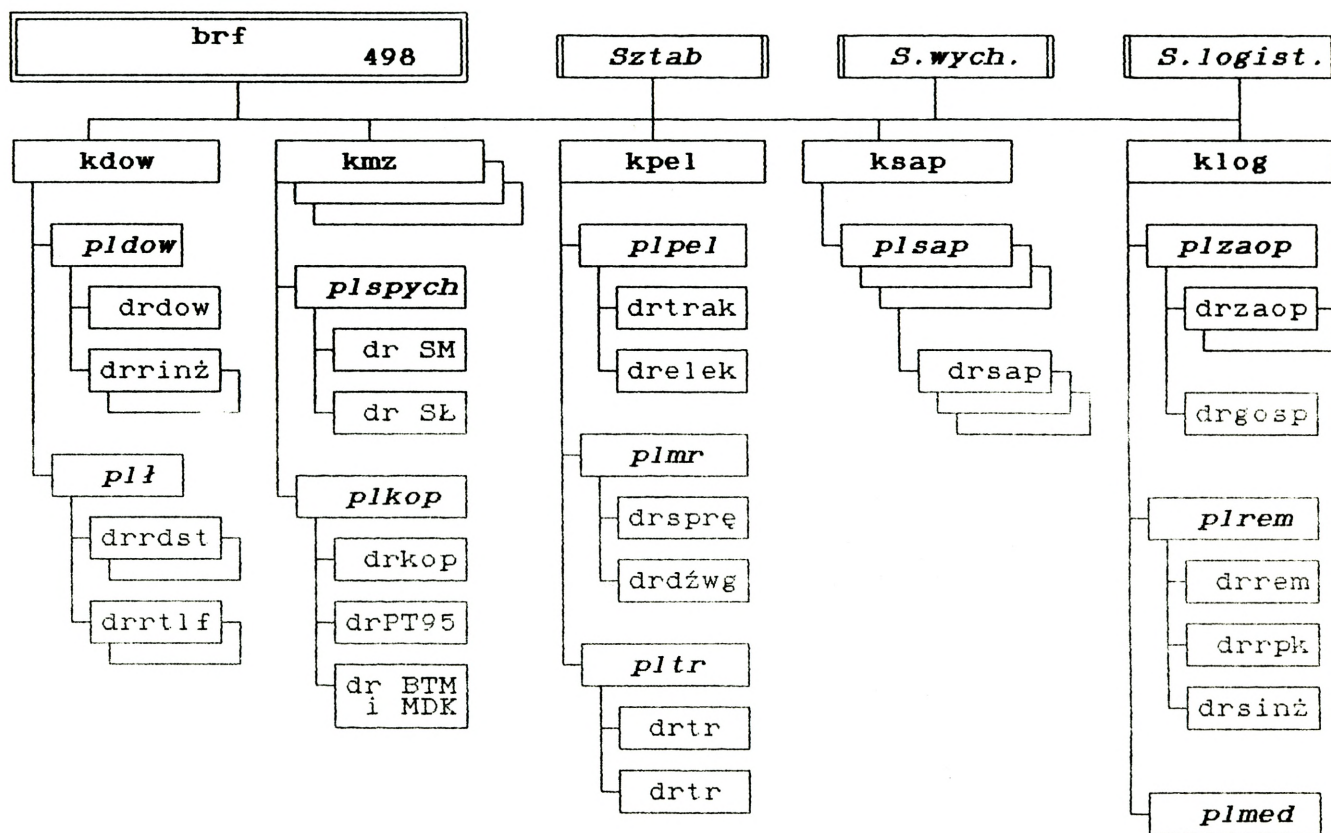 brf
498
Sztab
S.wych.
S.logist.
kdow
kmz
kpel
ksap
klog
pldow
drdow
drrinż
plł
drrdst
drrtlf
plspych
dr SM
dr SŁ
plkop
drkop
drPT95
dr BTM
i MDK
plpel
drtrak
drelek
plmr
drsprę
drdźwg
pltr
drtr
drtr
plsap
drsap
plzaop
drzaop
drgosp
plrem
drrem
drrpk
drsinż
plmed